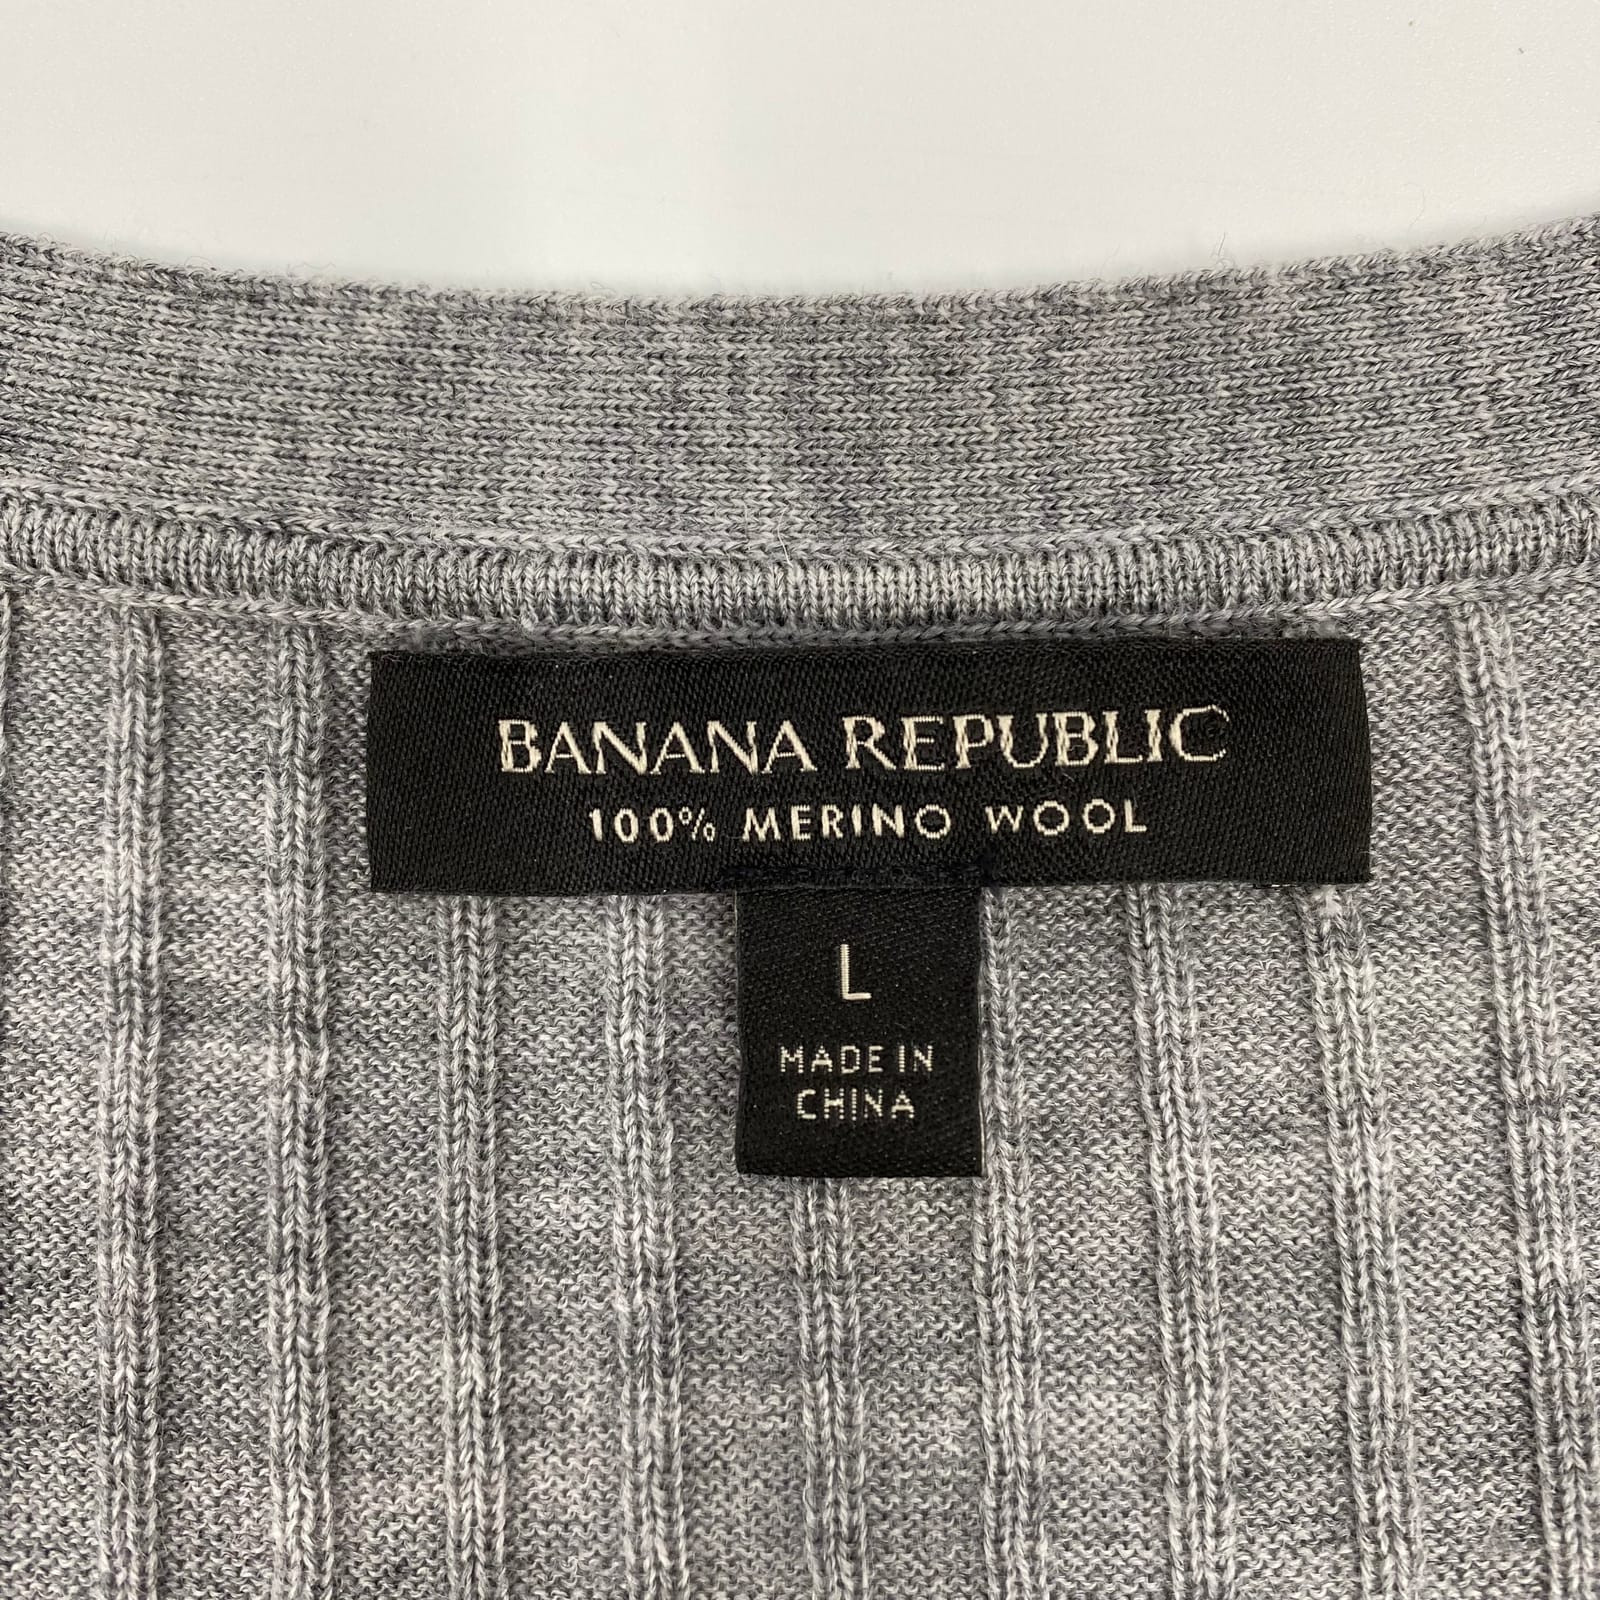 BANANA REPUBLIC
100% MERINO WOOL
L
MADE IN
CHINA